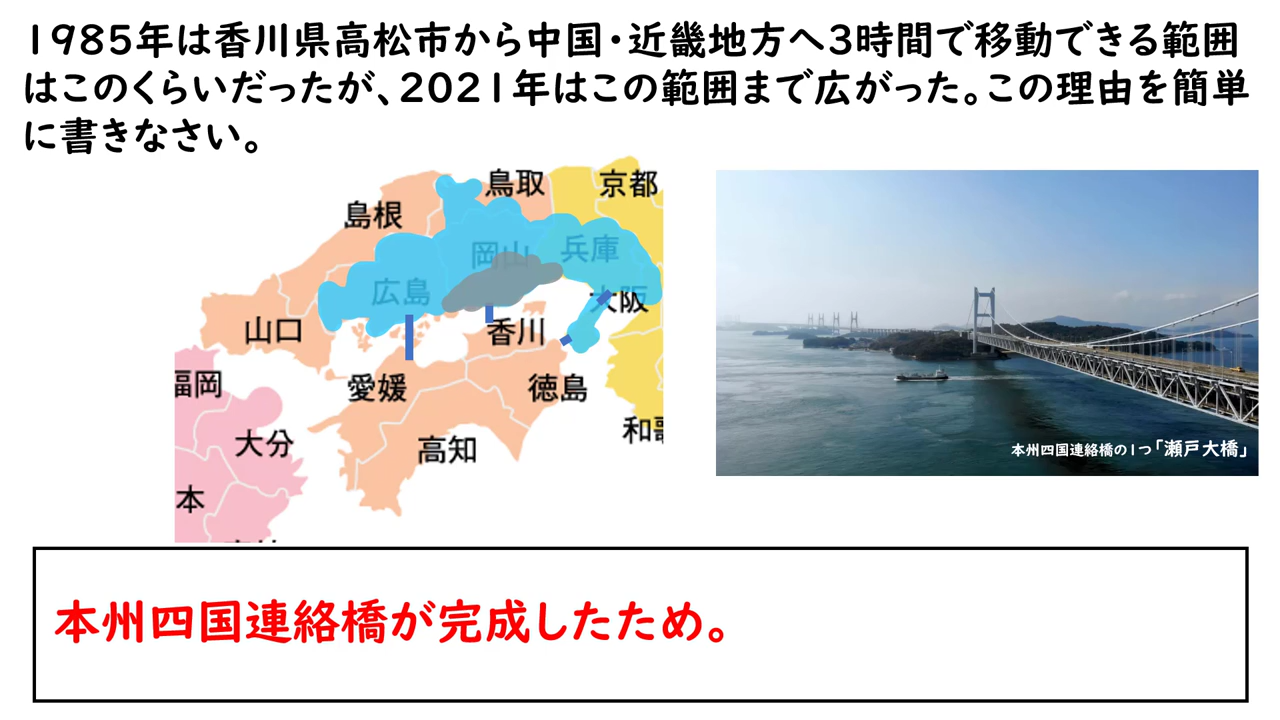 1985年は香川県高松市から中国・近畿地方へ3時間で移動できる範囲
はこのくらいだったが、2021年はこの範囲まで広がった。この理由を簡単
に書きなさい。
鳥取
京都
島根
岡山
兵庫
広島
大阪
山口
香川
福岡
愛媛
徳島
大分
高知
和歌
本
本州四国連絡橋の1つ「瀬戸大橋」
本州四国連絡橋が完成したため。